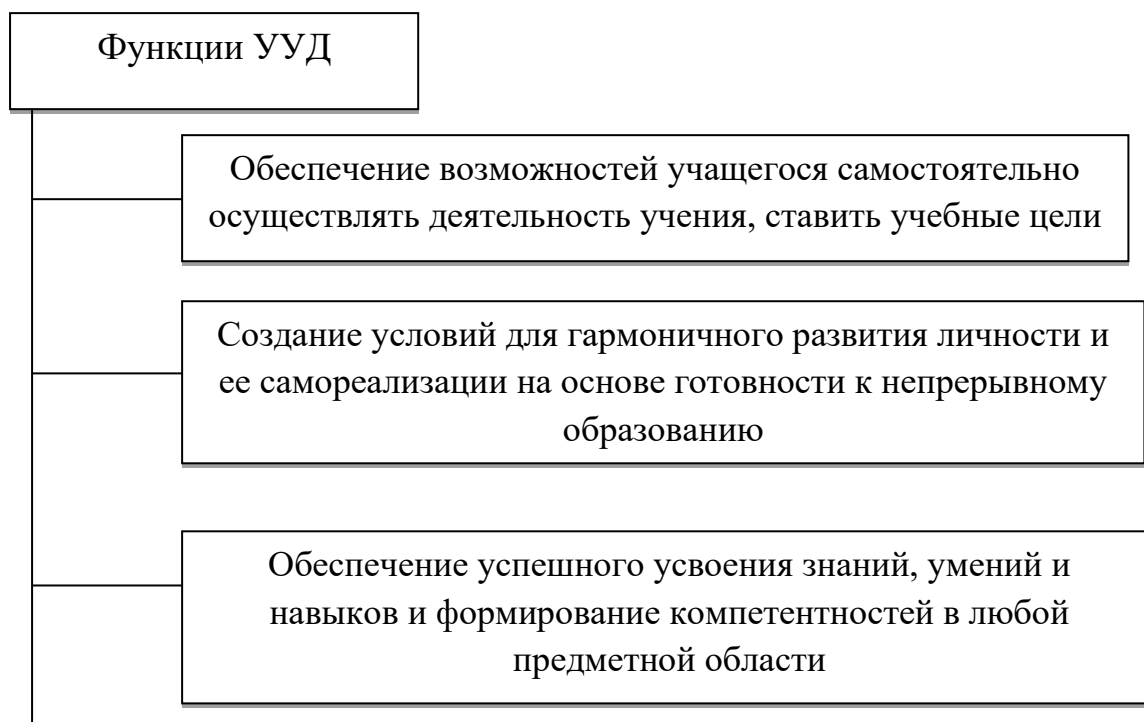 Функции УУД
Обеспечение возможностей учащегося самостоятельно
осуществлять деятельность учения, ставить учебные цели
Создание условий для гармоничного развития личности и
ее самореализации на основе готовности к непрерывному
образованию
Обеспечение успешного усвоения знаний, умений и
навыков и формирование компетентностей в любой
предметной области